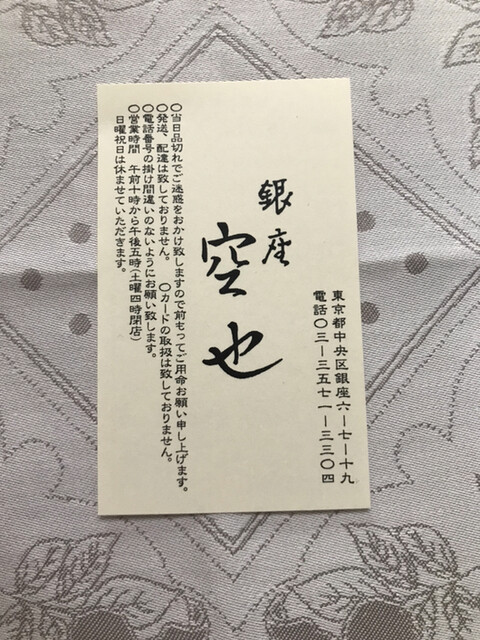 東京都中央区銀座六ー七ー十九
電話〇三ー三五七一ー三三〇四
銀座
空也
〇当日品切れでご迷惑をおかけ致しますので前もってご用命お願い申し上げます。
〇発送、配達は致しておりません。　〇カードの取扱は致しておりません。
〇電話番号の掛け間違いのないようにお願い致します。
〇営業時間　午前十時から午後五時(土曜四時閉店)
日曜祝日は休ませていただきます。